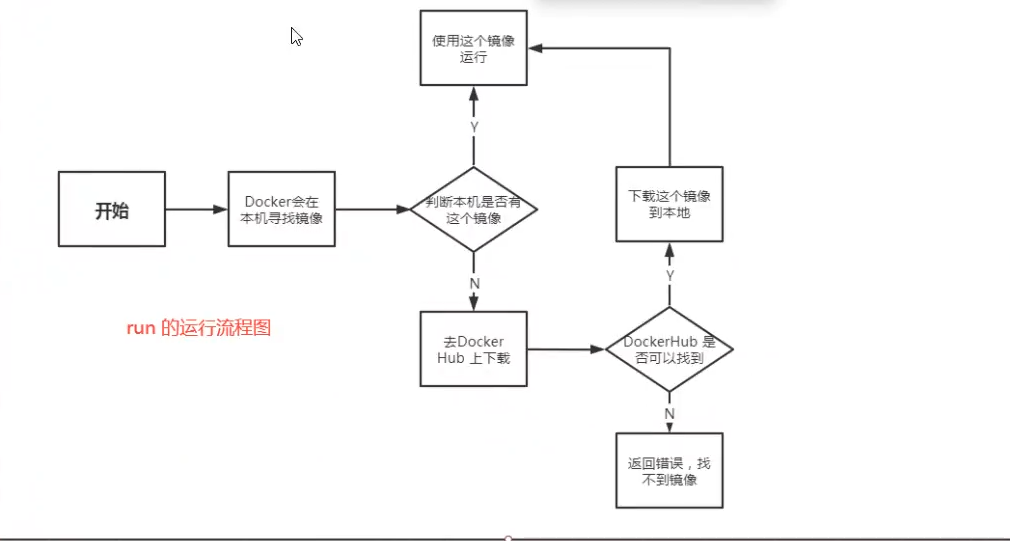 使用这个镜像
运行
Y
开始
Docker会在
本机寻找镜像
判断本机是否有
这个镜像
下载这个镜像
到本地
N
Y
run 的运行流程图
去Docker
Hub 上下载
DockerHub 是
否可以找到
N
返回错误，找
不到镜像